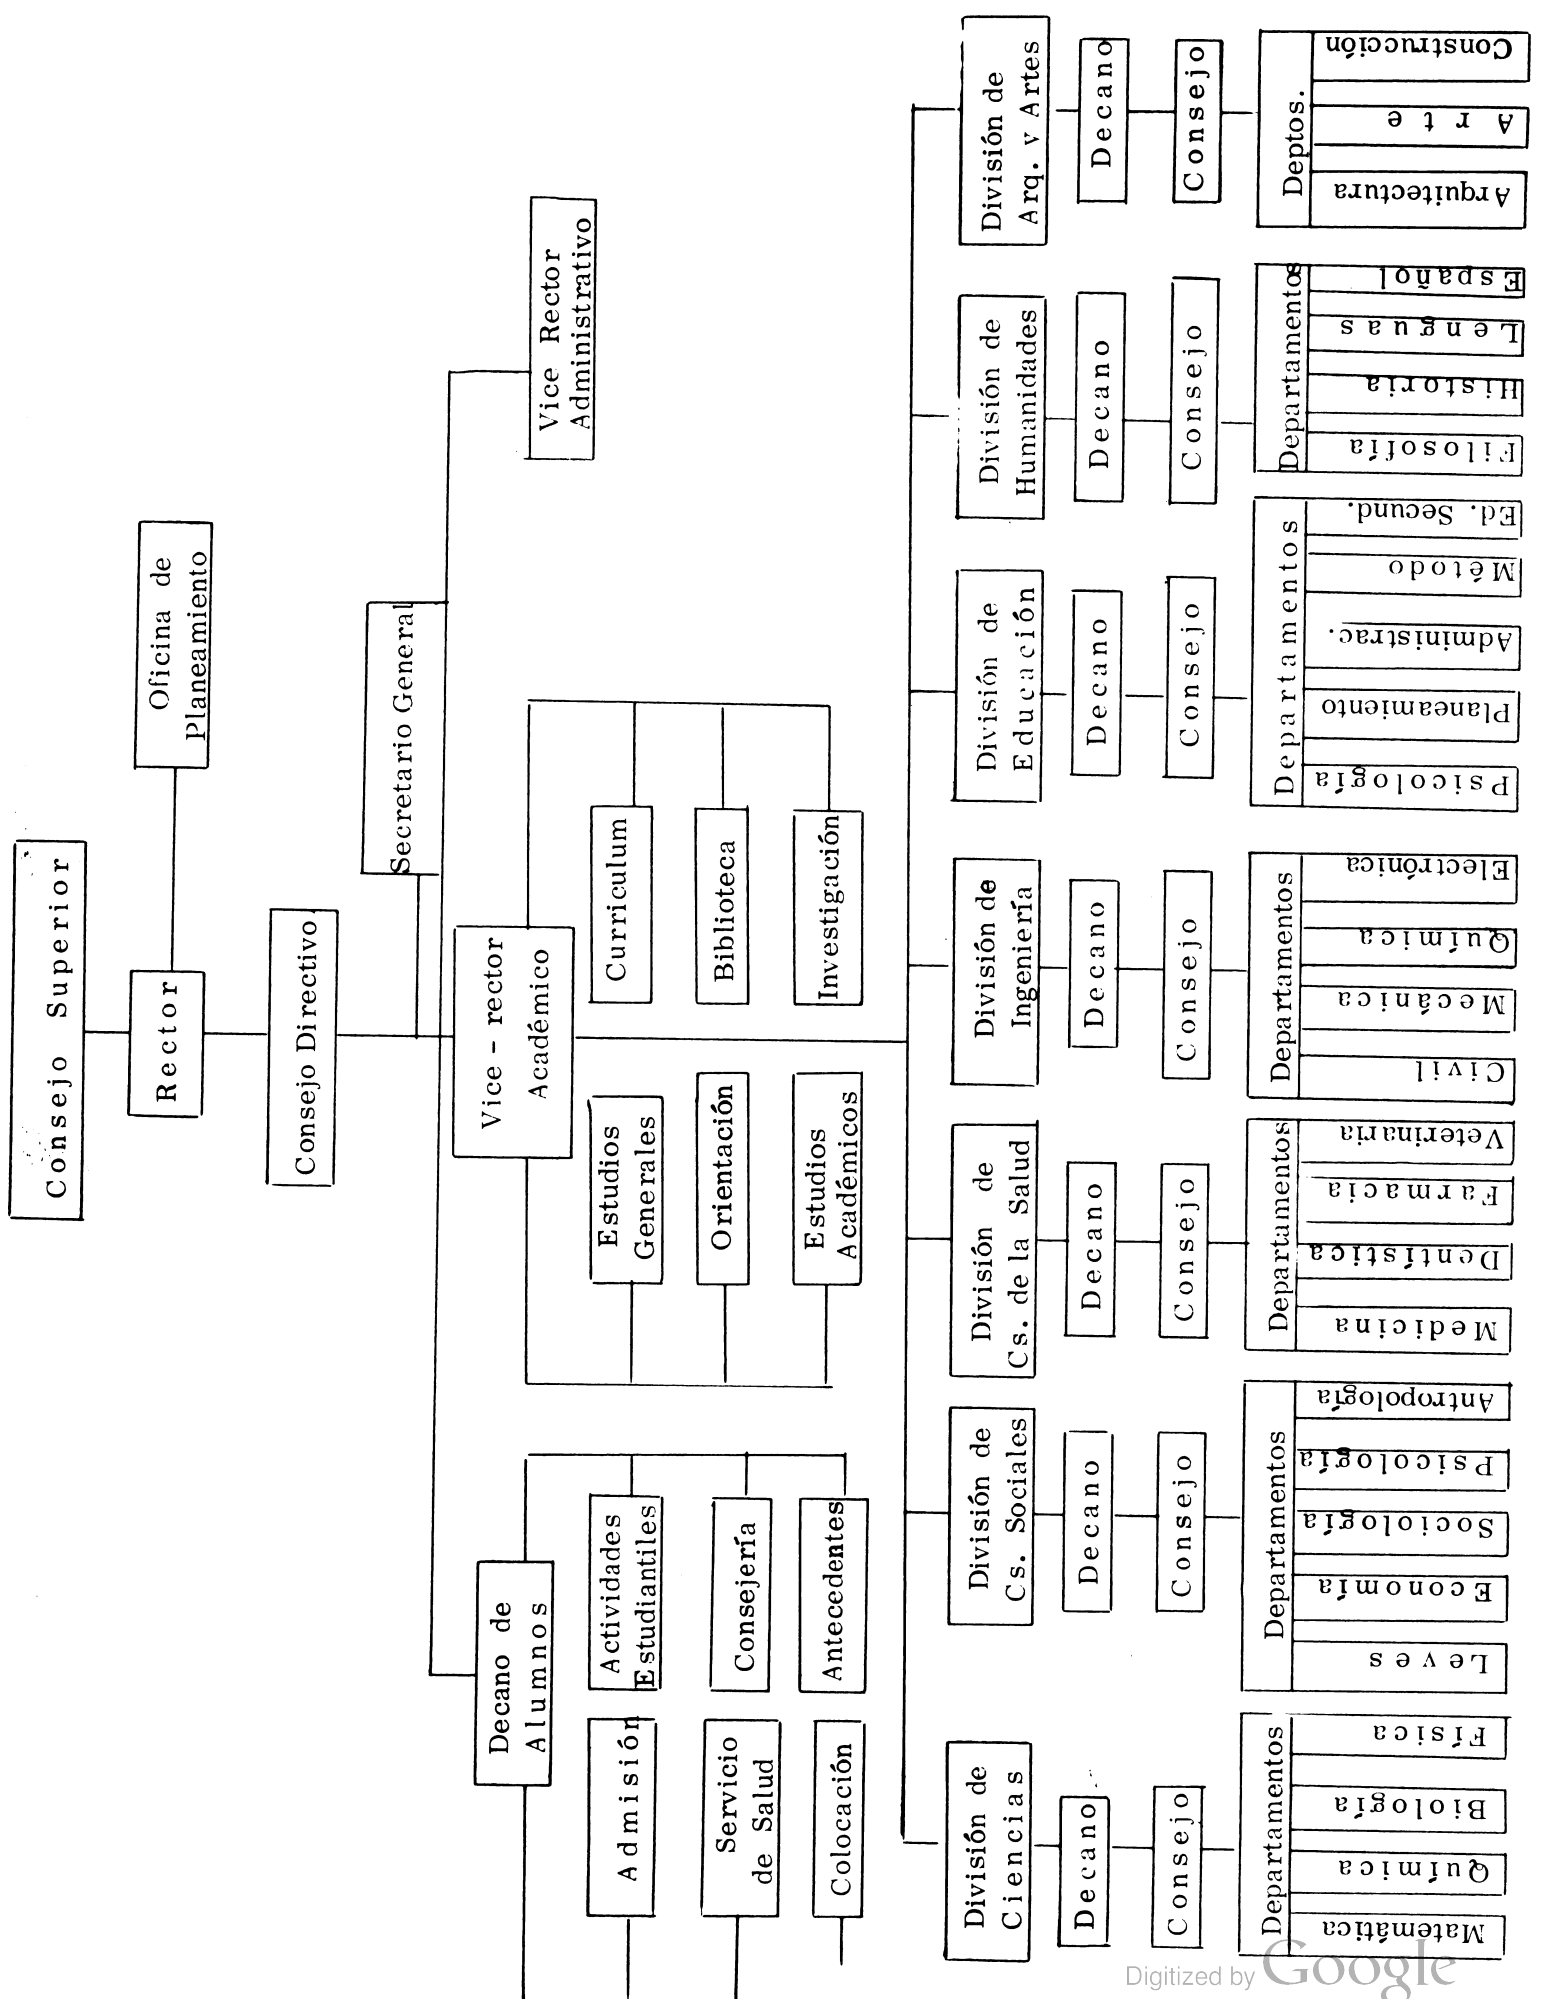 Consejo Superior
Rector
Oficina de
Planeamiento
Consejo Directivo
Secretario General
Decano de
Alumnos
Vice - rector
Académico
Vice Rector
Administrativo
Admisión
Actividades
Estudiantiles
Estudios
Generales
Curriculum
Servicio
de Salud
Consejería
Orientación
Biblioteca
Colocación
Antecedentes
Estudios
Académicos
Investigación
División de
Ciencias
Decano
Consejo
Departamentos
Matemática
Química
Biología
Física
División de
Cs. Sociales
Decano
Consejo
Departamentos
Leves
Economía
Sociología
Psicología
Antropología
División de
Cs. de la Salud
Decano
Consejo
Departamentos
Medicina
Dentística
Farmacia
Veterinaria
División de
Ingeniería
Decano
Consejo
Departamentos
Civil
Mecánica
Química
Electrónica
División de
Educación
Decano
Consejo
Departamentos
Psicología
Planeamiento
Administrac.
Método
Ed. Secund.
División de
Humanidades
Decano
Consejo
Departamentos
Filosofía
Historia
Lenguas
Español
División de
Arq. v Artes
Decano
Consejo
Deptos.
Arquitectura
Arte
Construcción
Digitized by Google